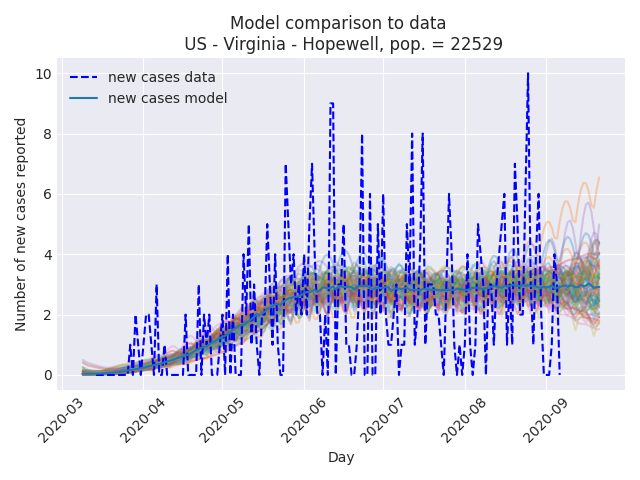 Model comparison to data
US - Virginia - Hopewell, pop. = 22529
new cases data
new cases model
Number of new cases reported
10
8
6
4
2
0
2020-03
2020-04
2020-05
2020-06
2020-07
2020-08
2020-09
Day